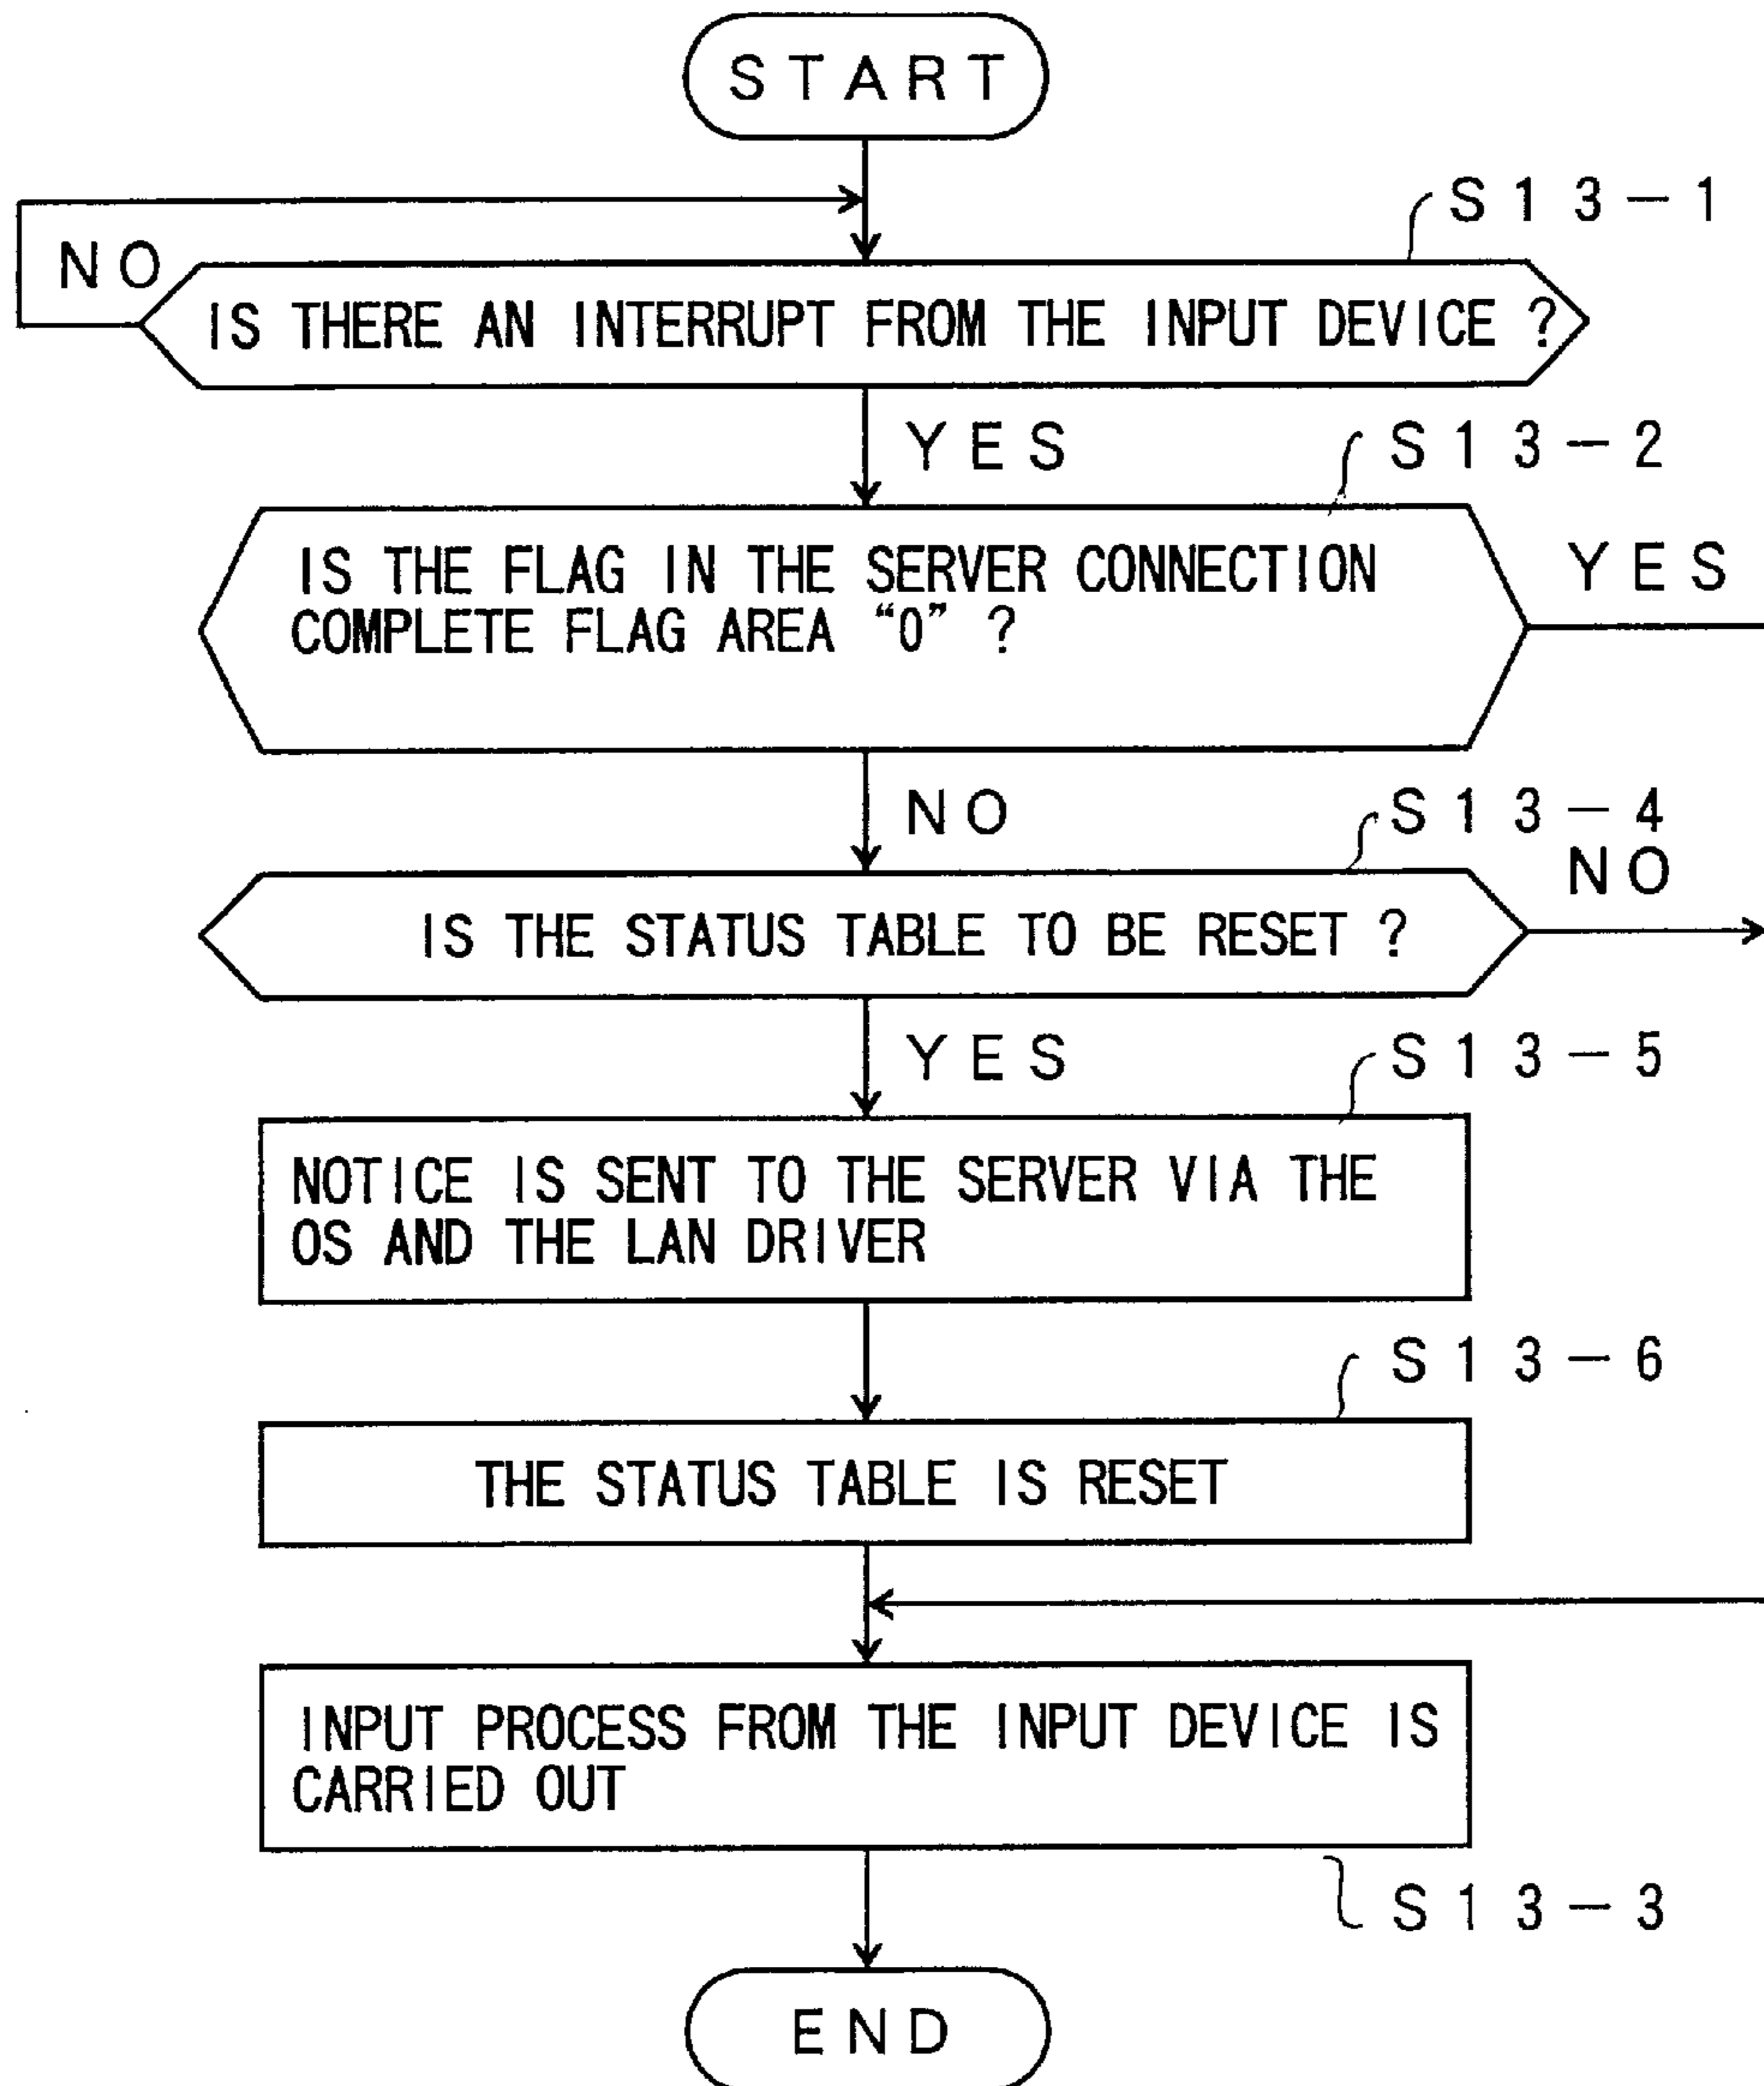 START
S13-1
NO
IS THERE AN INTERRUPT FROM THE INPUT DEVICE ?
YES
S13-2
IS THE FLAG IN THE SERVER CONNECTION
COMPLETE FLAG AREA “0” ?
YES
NO
S13-4
NO
IS THE STATUS TABLE TO BE RESET ?
YES
S13-5
NOTICE IS SENT TO THE SERVER VIA THE
OS AND THE LAN DRIVER
S13-6
THE STATUS TABLE IS RESET
INPUT PROCESS FROM THE INPUT DEVICE IS
CARRIED OUT
S13-3
END